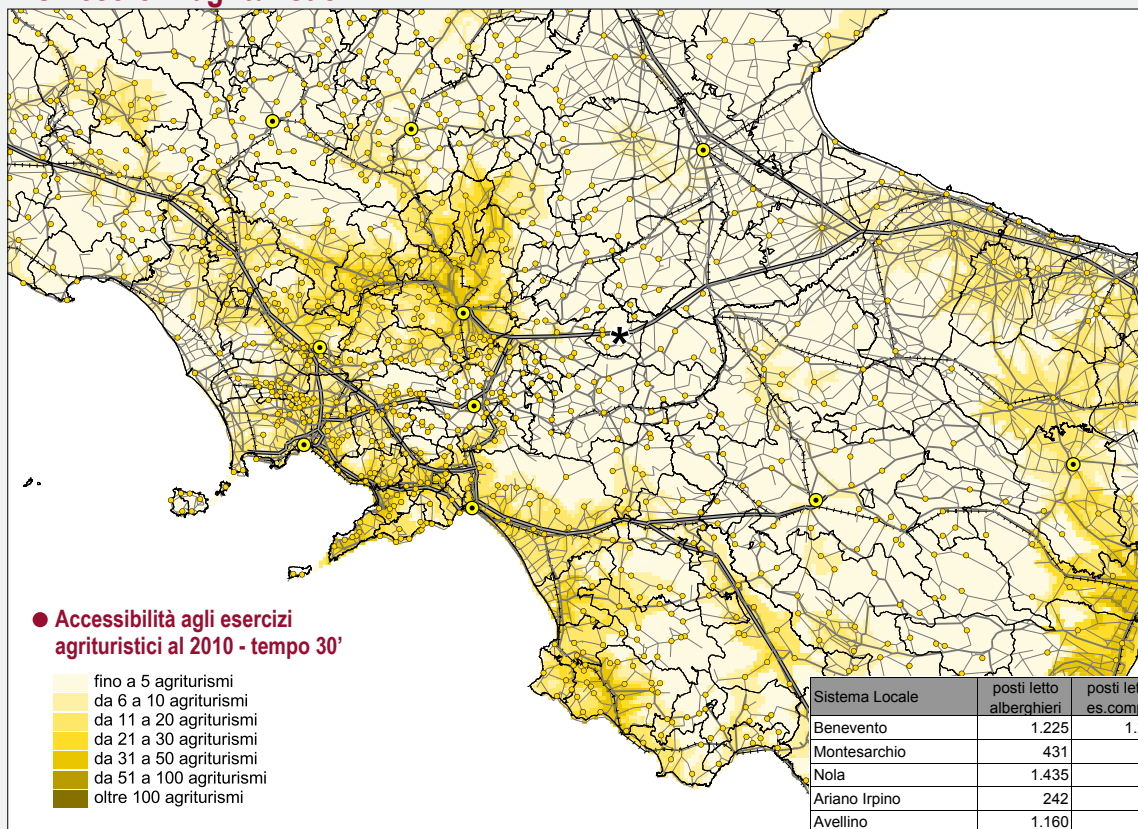 ● Accessibilità agli esercizi
agrituristici al 2010 - tempo 30’
fino a 5 agriturismi
da 6 a 10 agriturismi
da 11 a 20 agriturismi
da 21 a 30 agriturismi
da 31 a 50 agriturismi
da 51 a 100 agriturismi
oltre 100 agriturismi
*
Sistema Locale posti letto alberghieri posti
Benevento 1.225 1.
Montesarchio 431
Nola 1.435
Ariano Irpino 242
Avellino 1.160